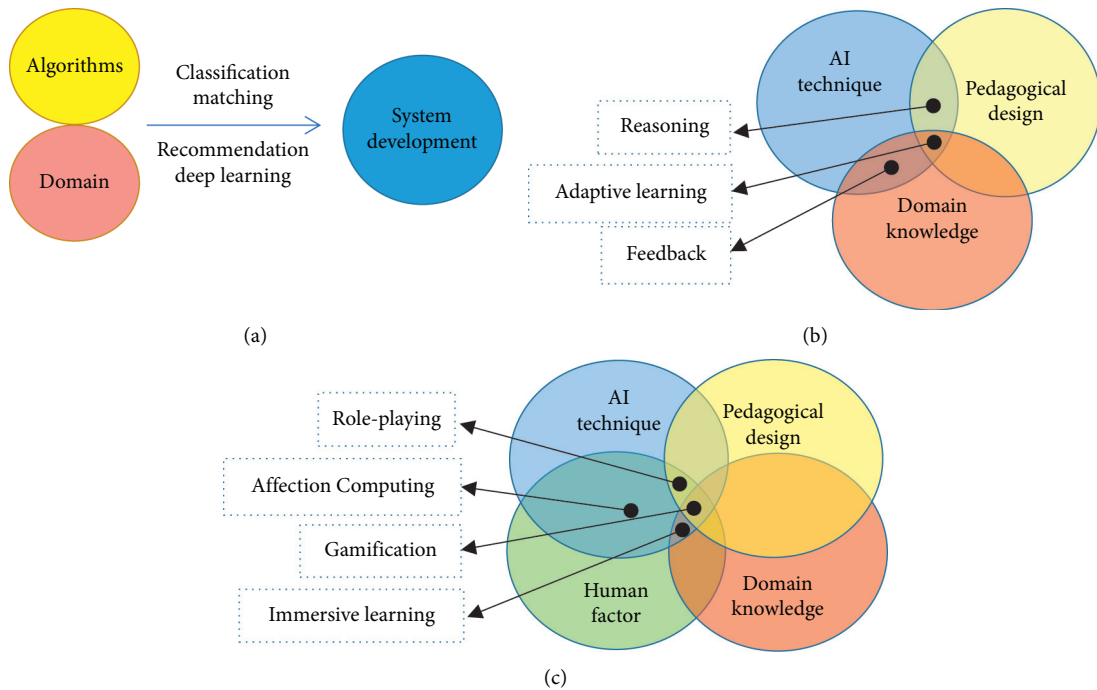 Algorithms
Domain
Classification
matching
Recommendation
deep learning
System
development
(a)
AI
technique
Pedagogical
design
Domain
knowledge
Reasoning
Adaptive learning
Feedback
(b)
AI
technique
Pedagogical
design
Human
factor
Domain
knowledge
Role-playing
Affection Computing
Gamification
Immersive learning
(c)